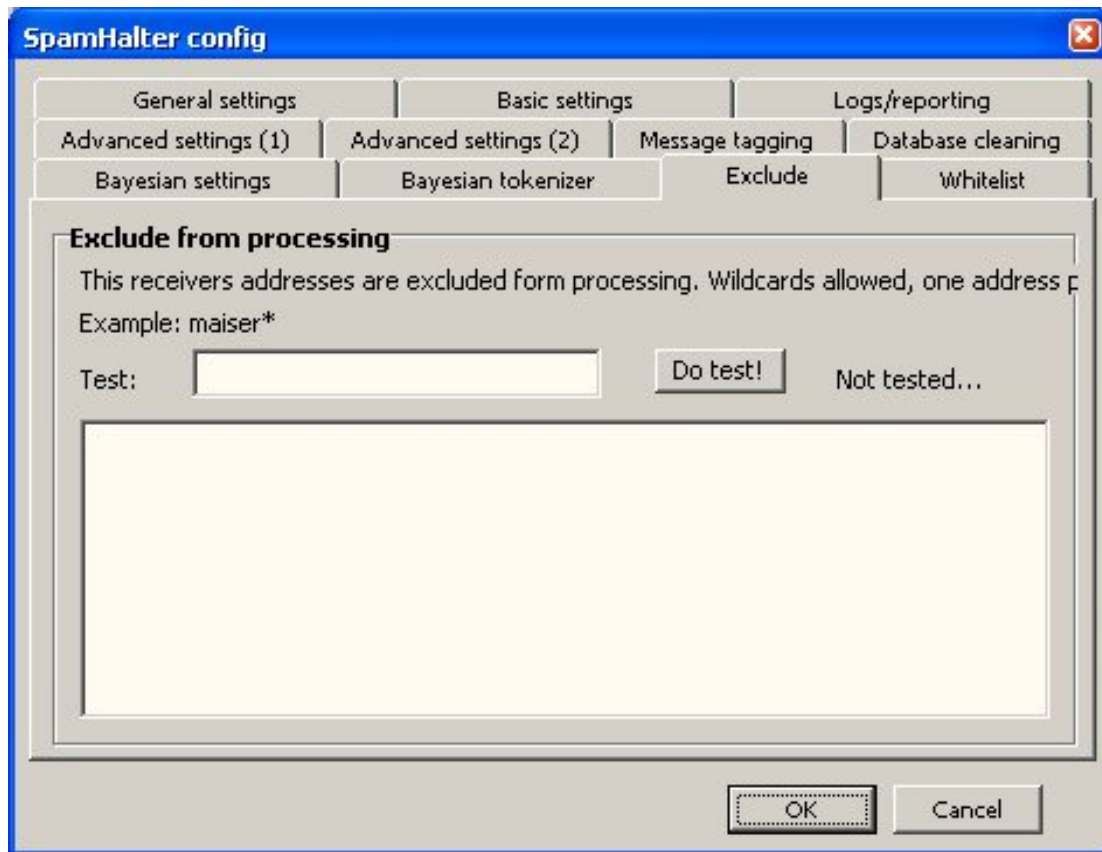 SpamHalter config
General settings Basic settings Logs/reporting
Advanced settings (1) Advanced settings (2) Message tagging Database cleaning
Bayesian settings Bayesian tokenizer Exclude Whitelist
Exclude from processing
This receivers addresses are excluded form processing. Wildcards allowed, one address p
Example: maiser*
Test: Do test! Not tested...
OK Cancel